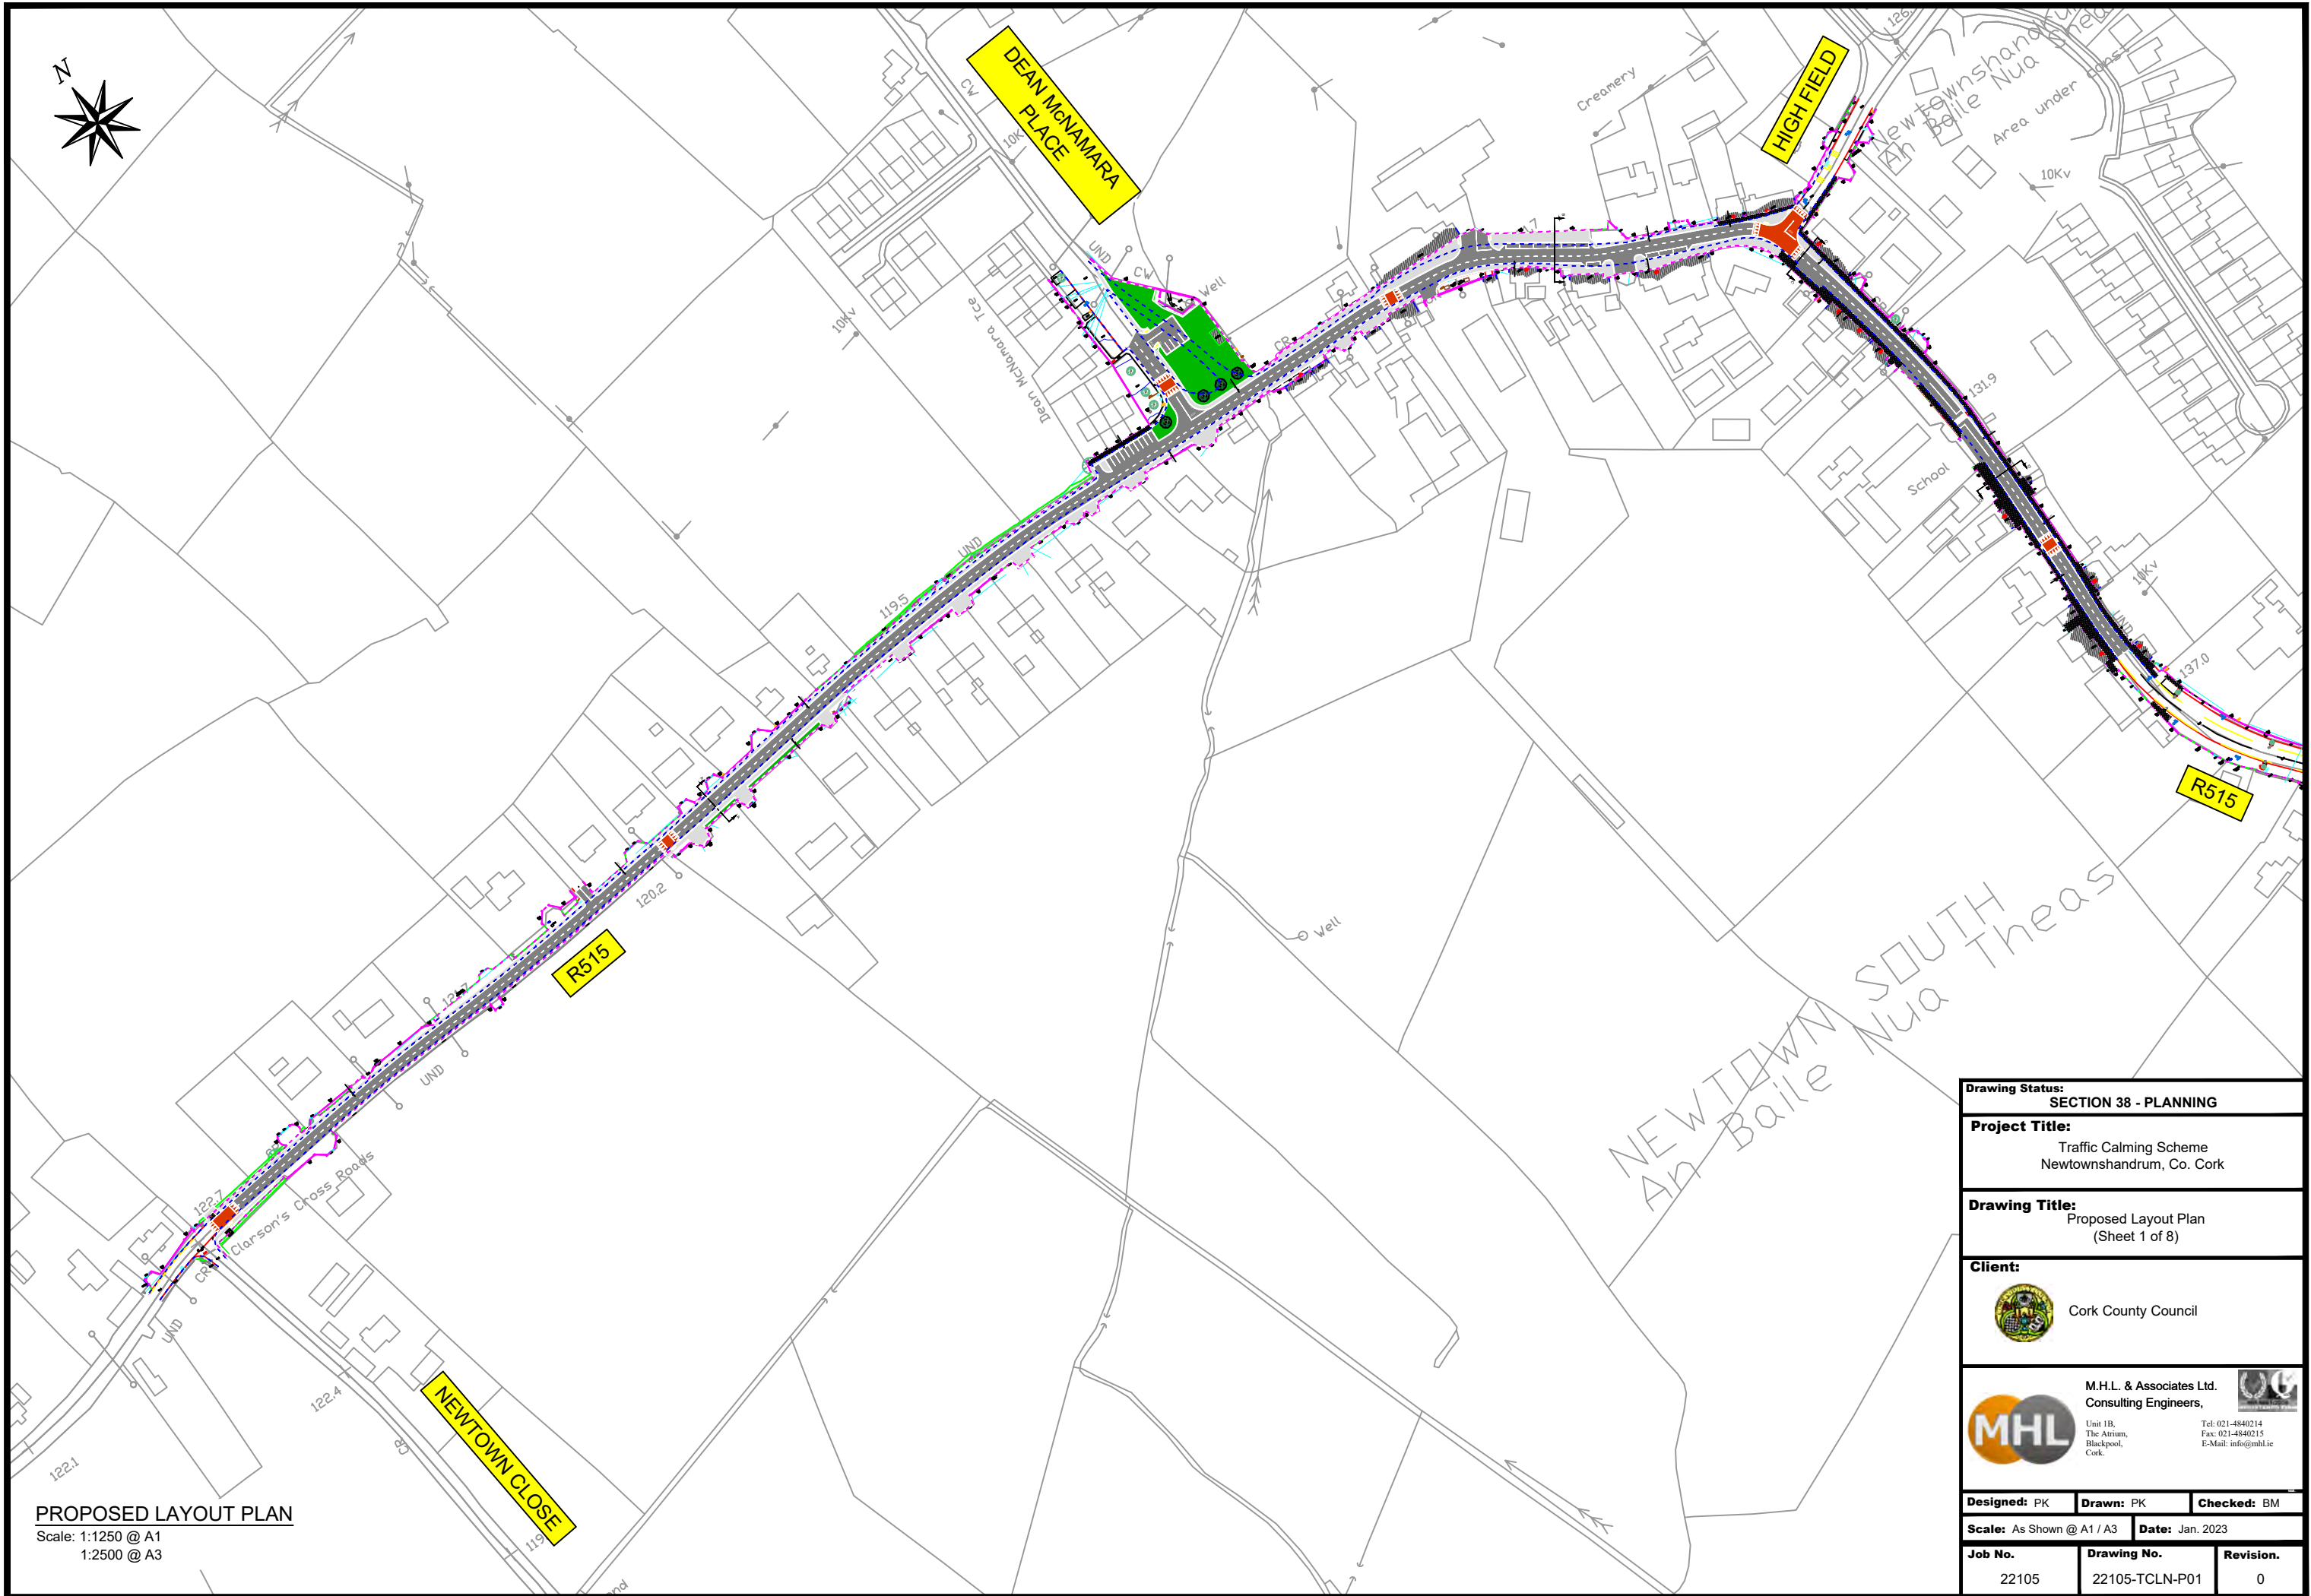 N
DEAN McNAMARA
PLACE
HIGH FIELD
Creamery
An Baile Nua
Area under Cons
10Kv
CW
UND
CW
Well
10Kv
Dean McNamara Tce
CR
131.9
School
10Kv
UND
137.0
R515
UND
119.5
120.2
R515
Well
NEWTOWN SOUTH
An Baile Nua Theas
UND
122.7
Clarson's Cross Roads
CR
UND
122.4
CR
122.1
NEWTOWN CLOSE
PROPOSED LAYOUT PLAN
Scale: 1:1250 @ A1
1:2500 @ A3
Drawing Status:
SECTION 38 - PLANNING
Project Title:
Traffic Calming Scheme
Newtownshandrum, Co. Cork
Drawing Title:
Proposed Layout Plan
(Sheet 1 of 8)
Client:
Cork County Council
MHL
M.H.L. & Associates Ltd.
Consulting Engineers,
Unit 1B,
The Atrium,
Blackpool,
Cork.
Tel: 021-4840214
Fax: 021-4840215
E-Mail: info@mhl.ie
Designed: PK
Drawn: PK
Checked: BM
Scale: As Shown @ A1 / A3
Date: Jan. 2023
Job No.
22105
Drawing No.
22105-TCLN-P01
Revision.
0